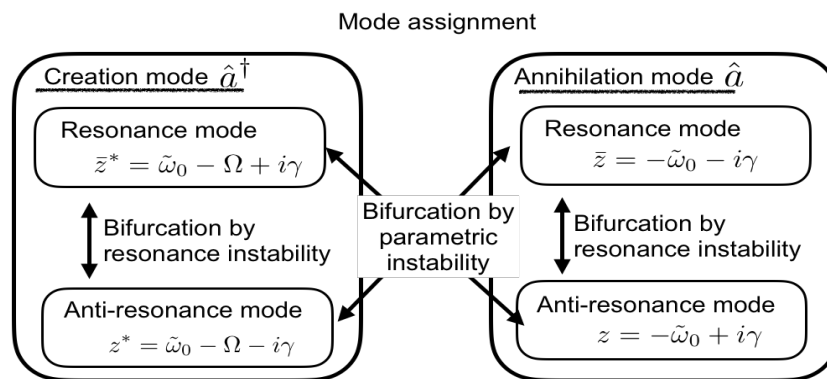 Mode assignment
Creation mode â†
Resonance mode
z̄* = ω̃₀ − Ω + iγ
Bifurcation by
resonance instability
Anti-resonance mode
z* = ω̃₀ − Ω − iγ
Bifurcation by
parametric
instability
Annihilation mode â
Resonance mode
z̄ = −ω̃₀ − iγ
Bifurcation by
resonance instability
Anti-resonance mode
z = −ω̃₀ + iγ